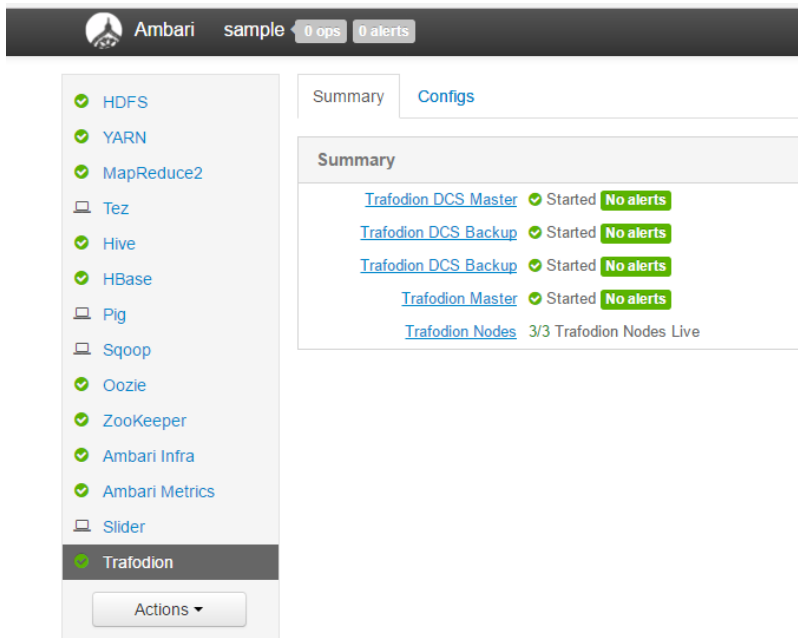 Ambari sample 0 ops 0 alerts
HDFS
YARN
MapReduce2
Tez
Hive
HBase
Pig
Sqoop
Oozie
ZooKeeper
Ambari Infra
Ambari Metrics
Slider
Trafodion
Actions
Summary Configs
Summary
Trafodion DCS Master Started No alerts
Trafodion DCS Backup Started No alerts
Trafodion DCS Backup Started No alerts
Trafodion Master Started No alerts
Trafodion Nodes 3/3 Trafodion Nodes Live